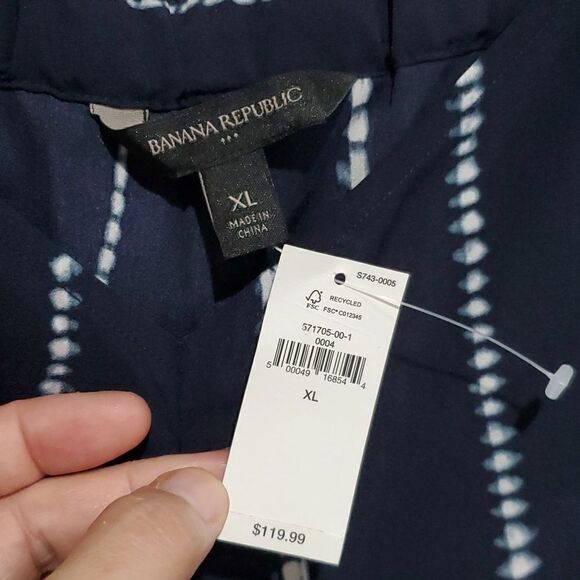 BANANA REPUBLIC
XL
MADE IN
CHINA
S743-0005
FSC
RECYCLED
FSC® C012345
571705-00-1
0004
5 00049 16854 4
XL
$119.99